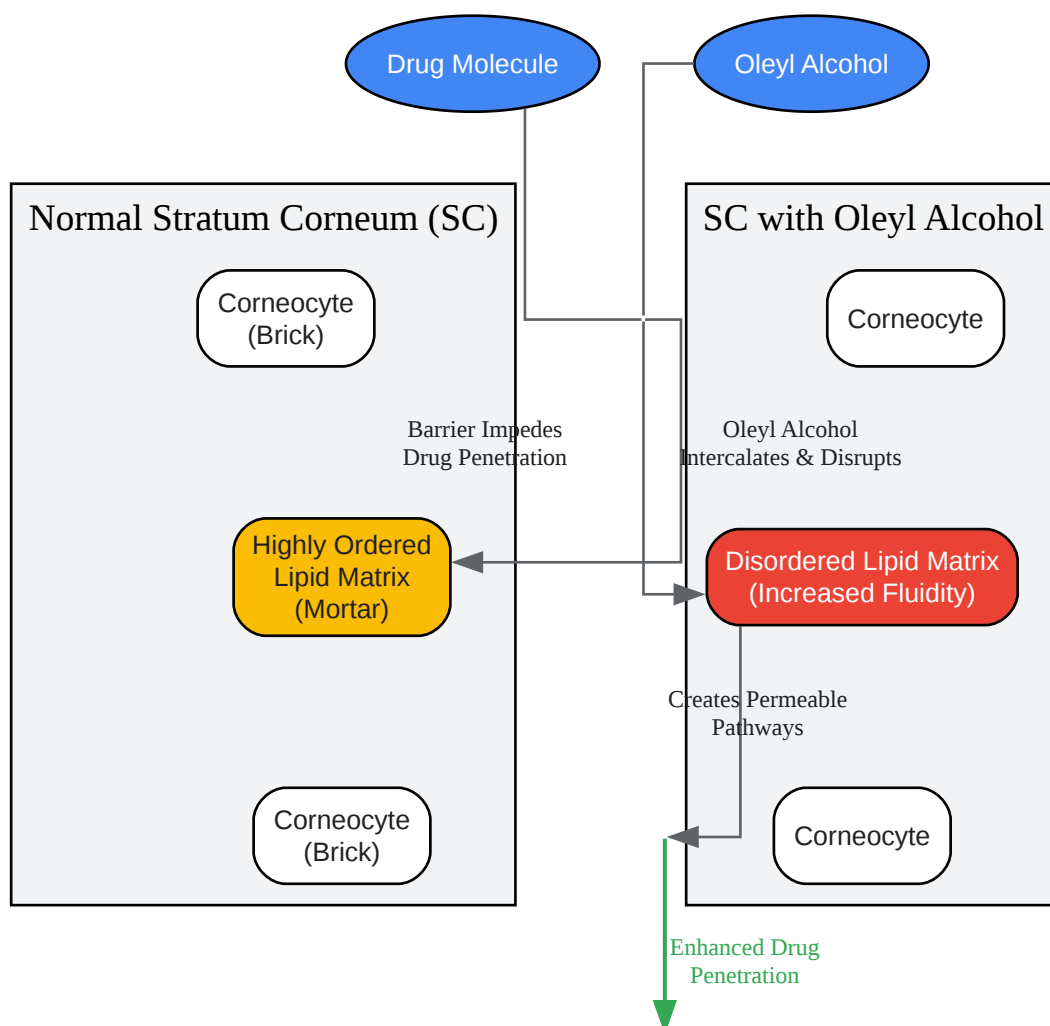 Drug Molecule
Oleyl Alcohol
Normal Stratum Corneum (SC)
SC with Oleyl Alcohol
Corneocyte
(Brick)
Corneocyte
Barrier Impedes
Drug Penetration
Oleyl Alcohol
Intercalates & Disrupts
Highly Ordered
Lipid Matrix
(Mortar)
Disordered Lipid Matrix
(Increased Fluidity)
Creates Permeable
Pathways
Corneocyte
(Brick)
Corneocyte
Enhanced Drug
Penetration